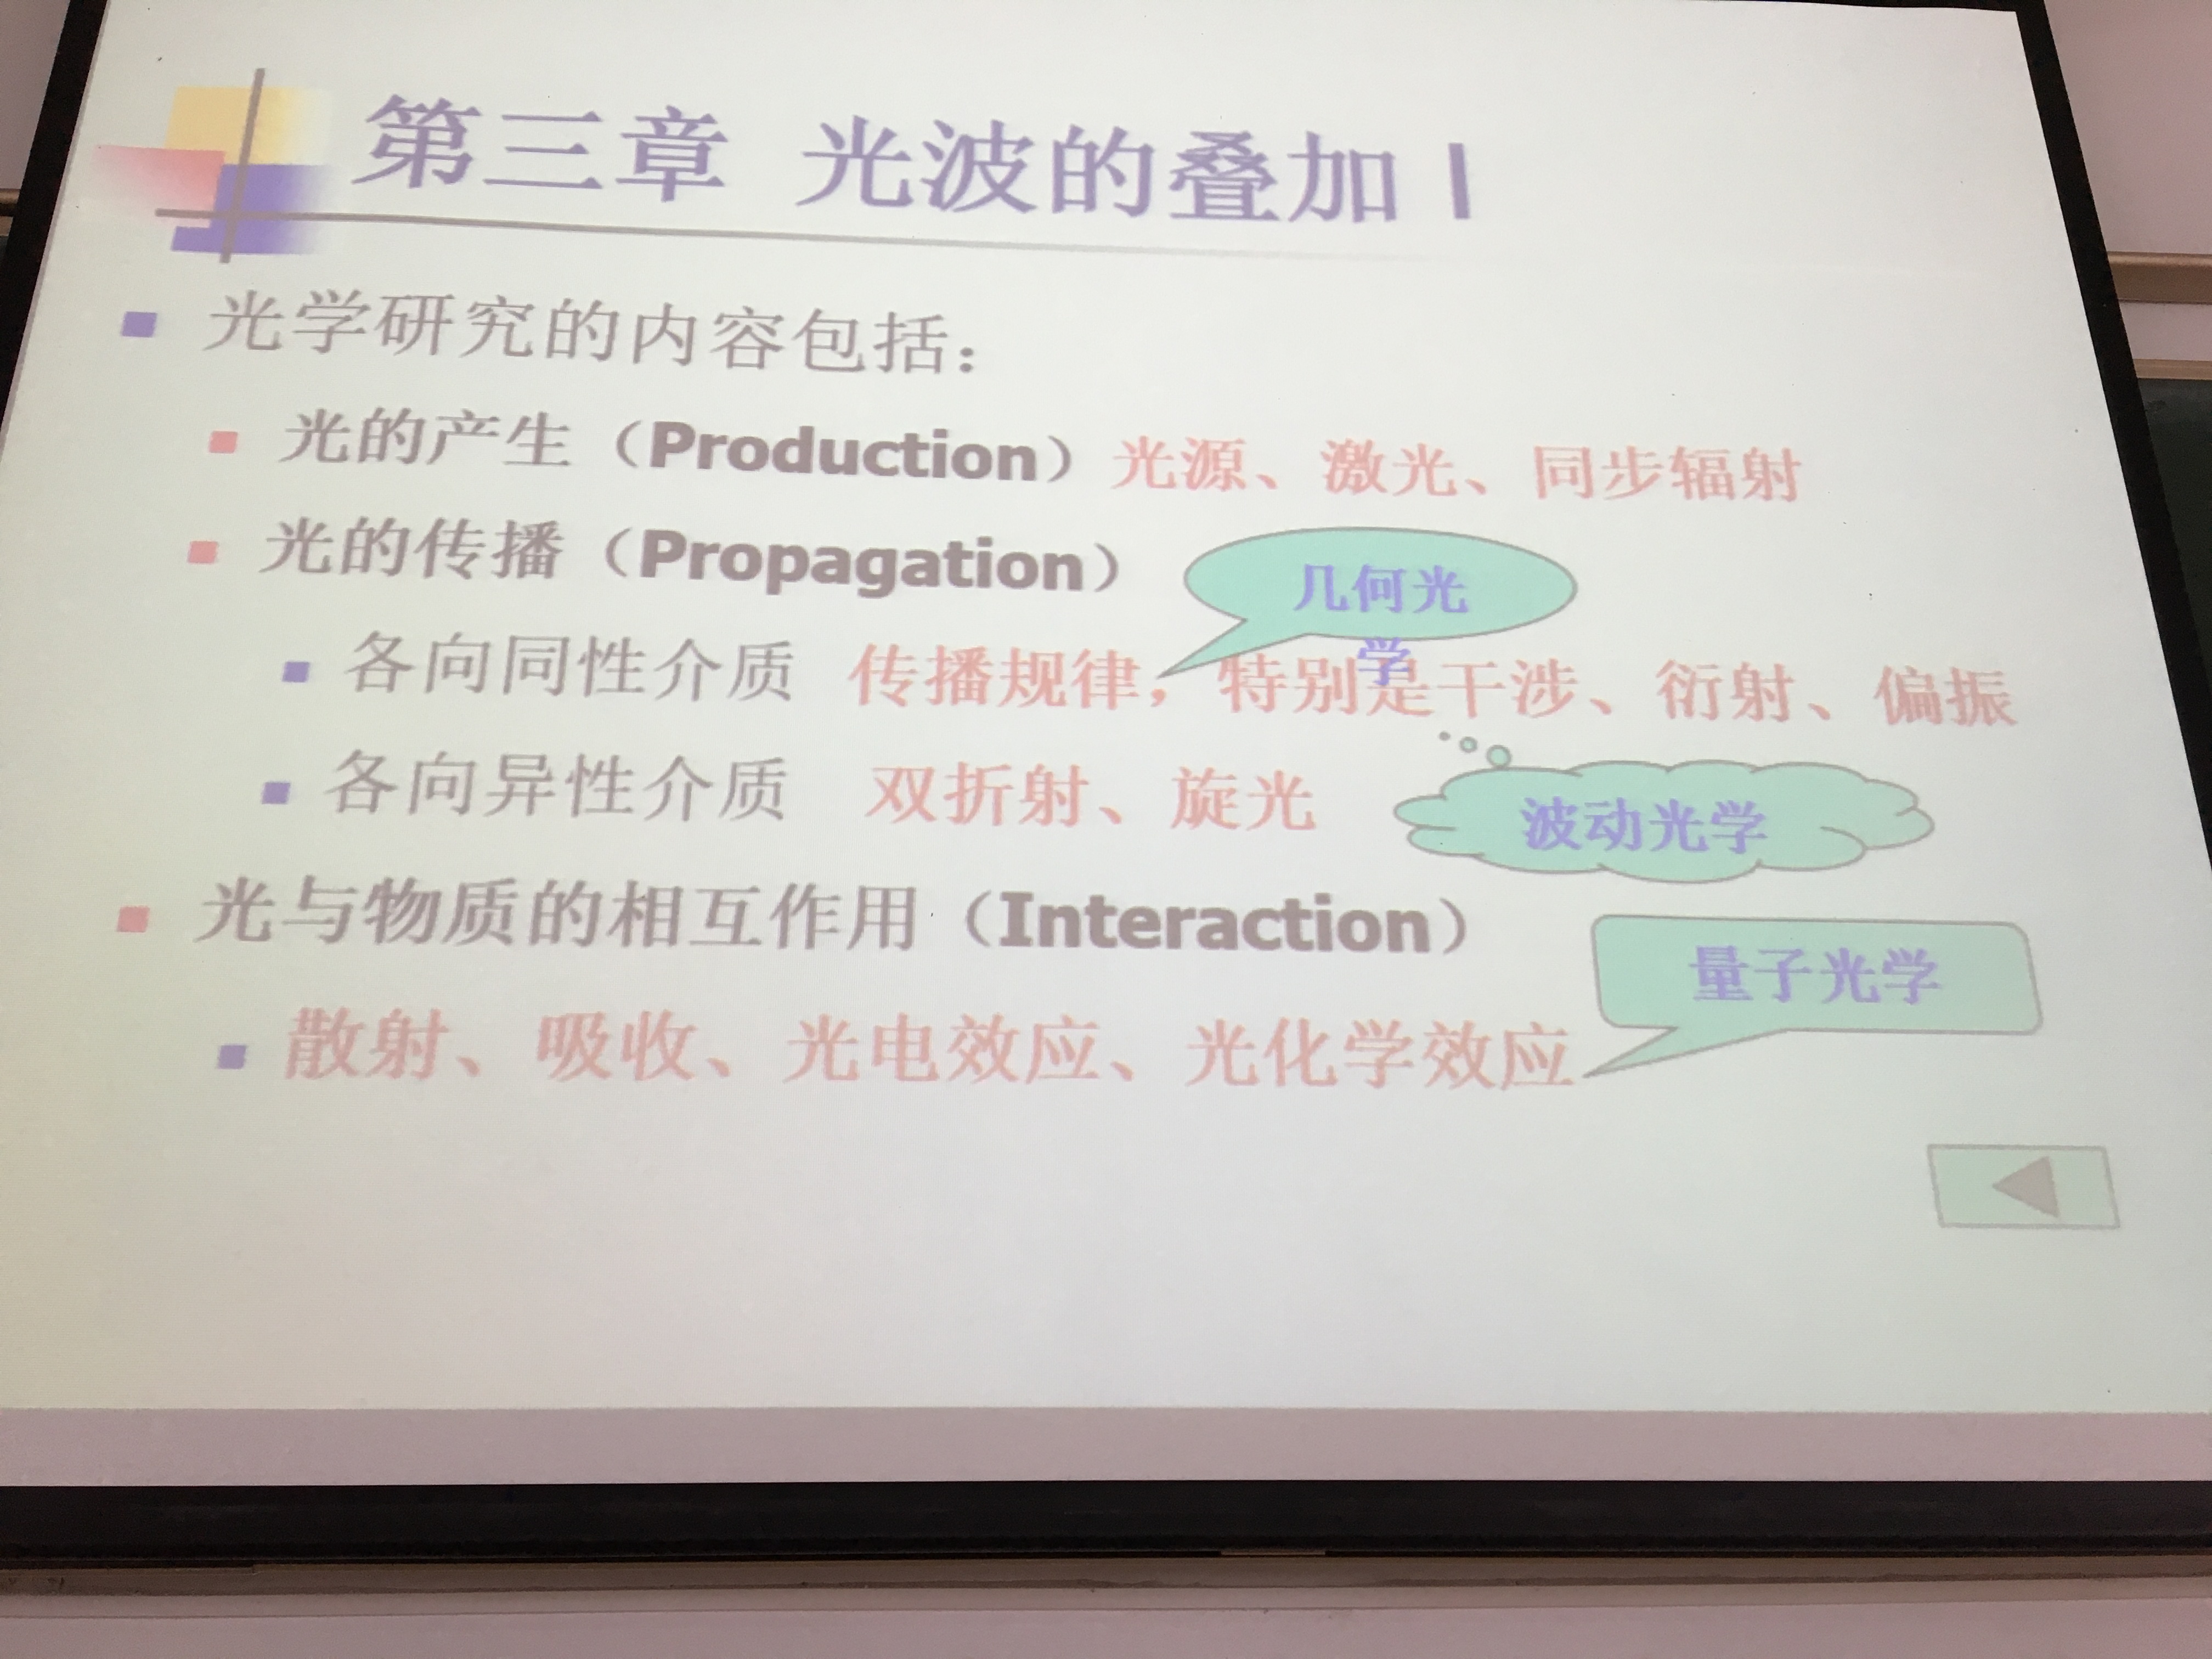 第三章 光波的叠加 I
光学研究的内容包括：
光的产生（Production）光源、激光、同步辐射
光的传播（Propagation）
几何光
学
各向同性介质 传播规律，特别是干涉、衍射、偏振
各向异性介质 双折射、旋光
波动光学
光与物质的相互作用（Interaction）
量子光学
散射、吸收、光电效应、光化学效应